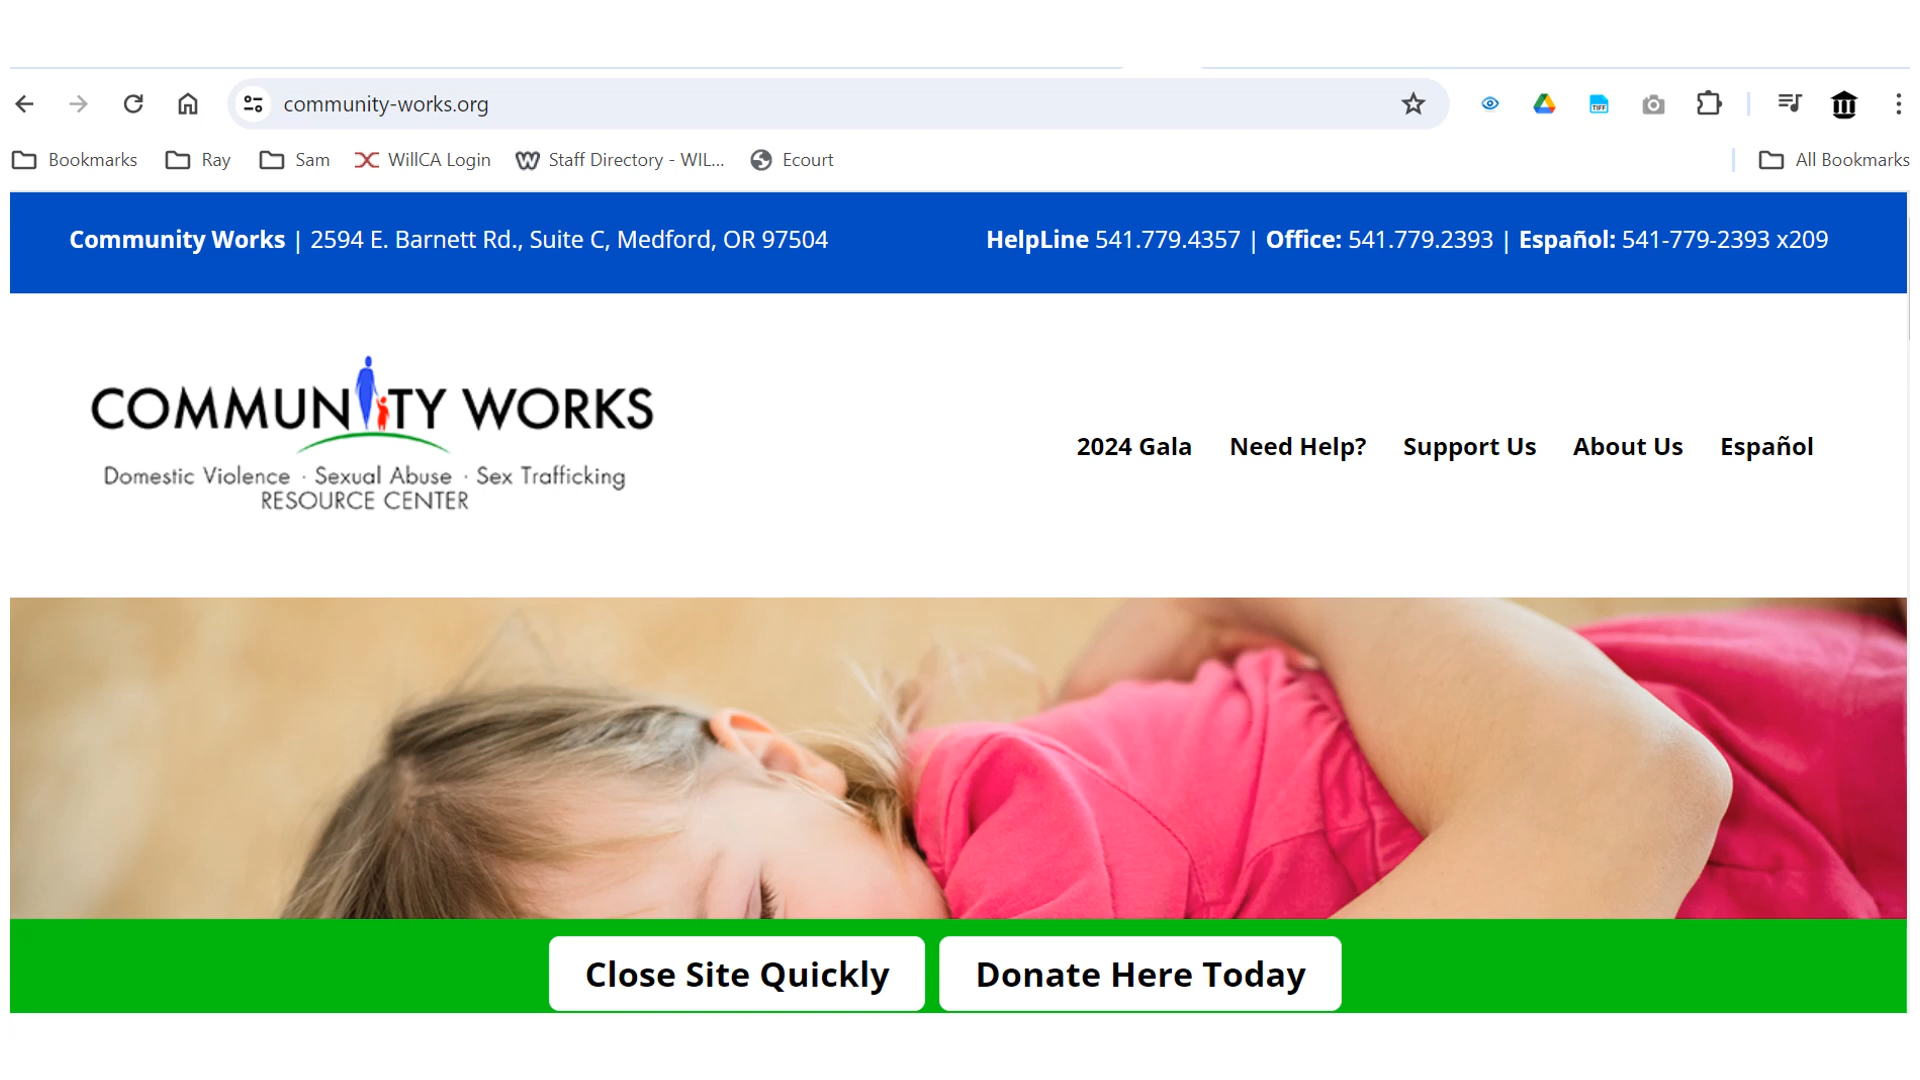 community-works.org
Bookmarks Ray Sam WillCA Login Staff Directory - WIL... Ecourt All Bookmarks
Community Works | 2594 E. Barnett Rd., Suite C, Medford, OR 97504 HelpLine 541.779.4357 | Office: 541.779.2393 | Español: 541-779-2393 x209
COMMUNITY WORKS
Domestic Violence · Sexual Abuse · Sex Trafficking
RESOURCE CENTER
2024 Gala Need Help? Support Us About Us Español
Close Site Quickly Donate Here Today